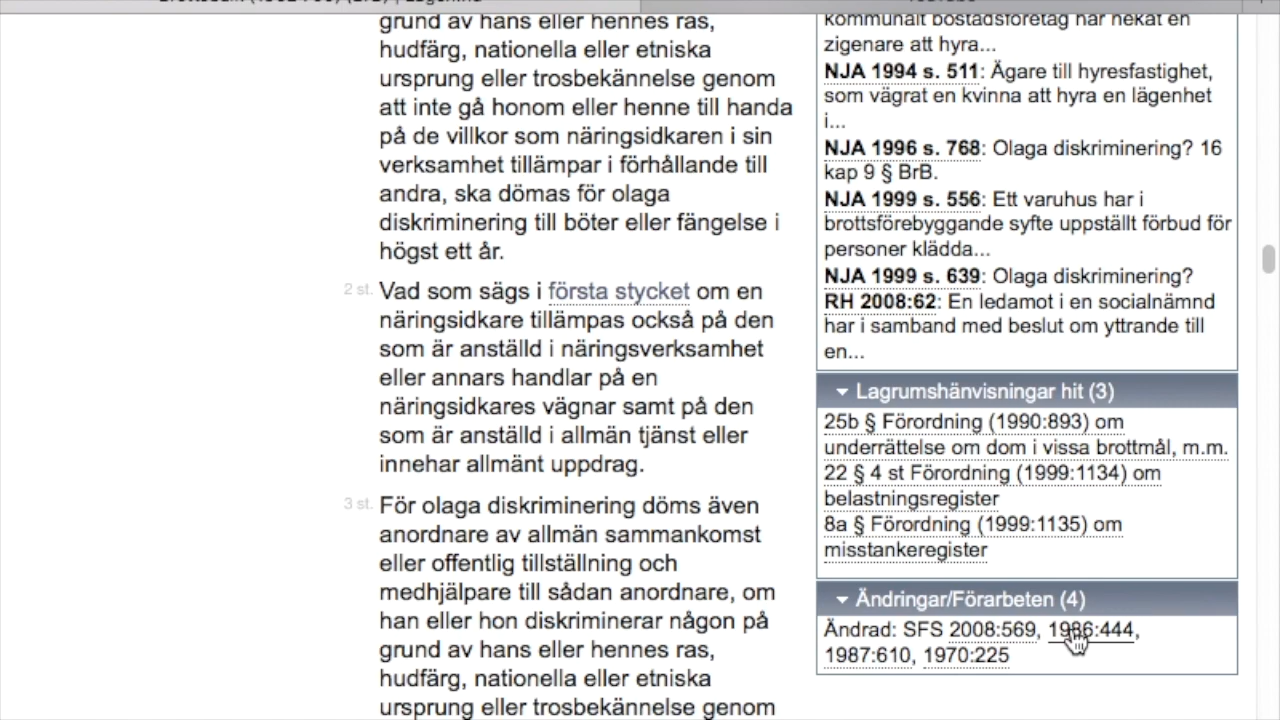 grund av hans eller hennes ras,
hudfärg, nationella eller etniska
ursprung eller trosbekännelse genom
att inte gå honom eller henne till handa
på de villkor som näringsidkaren i sin
verksamhet tillämpar i förhållande till
andra, ska dömas för olaga
diskriminering till böter eller fängelse i
högst ett år.
2 st. Vad som sägs i första stycket om en
näringsidkare tillämpas också på den
som är anställd i näringsverksamhet
eller annars handlar på en
näringsidkares vägnar samt på den
som är anställd i allmän tjänst eller
innehar allmänt uppdrag.
3 st. För olaga diskriminering döms även
anordnare av allmän sammankomst
eller offentlig tillställning och
medhjälpare till sådan anordnare, om
han eller hon diskriminerar någon på
grund av hans eller hennes ras,
hudfärg, nationella eller etniska
ursprung eller trosbekännelse genom
kommunalt bostadsföretag har nekat en
zigenare att hyra...
NJA 1994 s. 511: Ägare till hyresfastighet,
som vägrat en kvinna att hyra en lägenhet
i...
NJA 1996 s. 768: Olaga diskriminering? 16
kap 9 § BrB.
NJA 1999 s. 556: Ett varuhus har i
brottsförebyggande syfte uppställt förbud för
personer klädda...
NJA 1999 s. 639: Olaga diskriminering?
RH 2008:62: En ledamot i en socialnämnd
har i samband med beslut om yttrande till
en...
Lagrumshänvisningar hit (3)
25b § Förordning (1990:893) om
underrättelse om dom i vissa brottmål, m.m.
22 § 4 st Förordning (1999:1134) om
belastningsregister
8a § Förordning (1999:1135) om
misstankeregister
Ändringar/Förarbeten (4)
Ändrad: SFS 2008:569, 1986:444,
1987:610, 1970:225